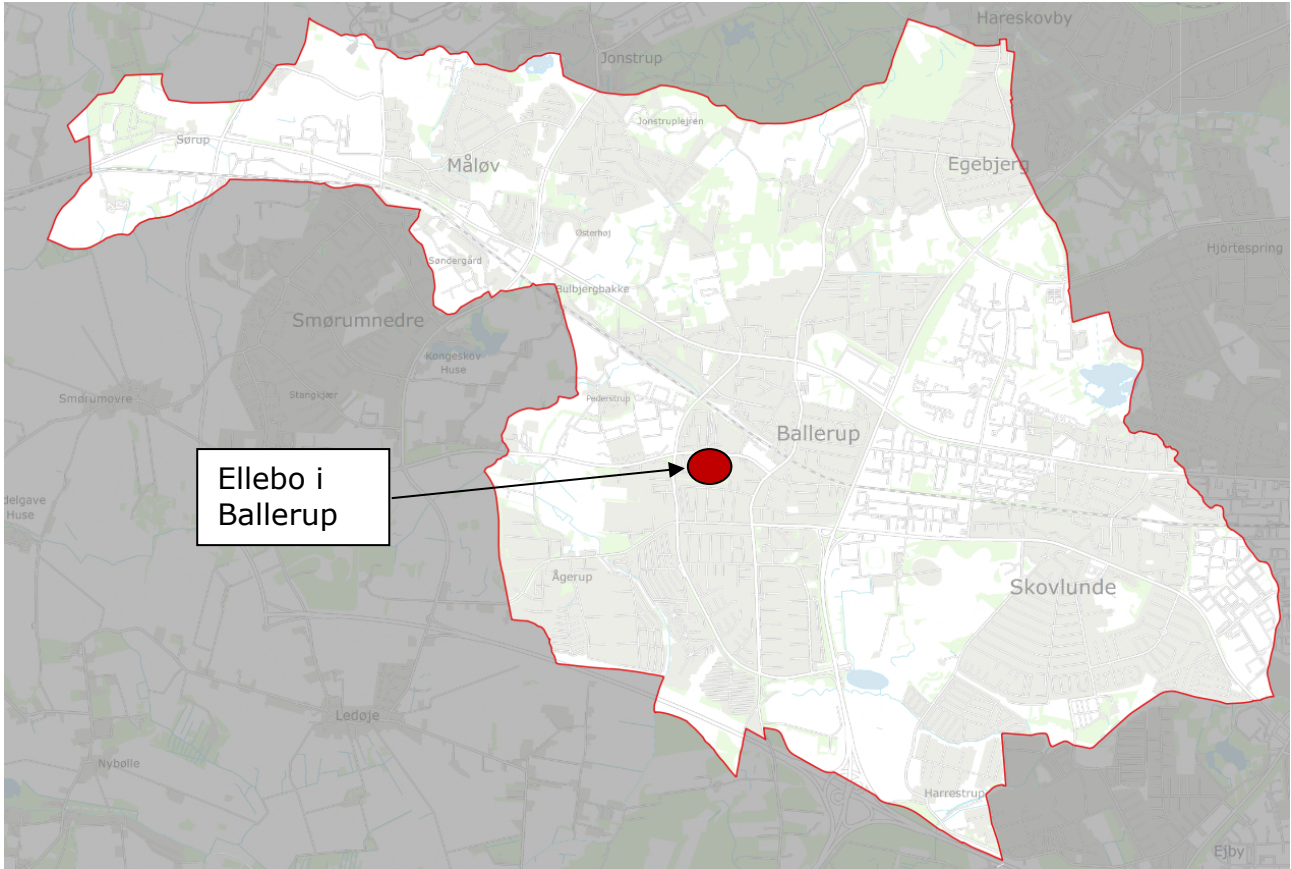 Hareskovby
Jonstrup
Jonstruplejren
Sørup
Måløv
Egebjerg
Østerhøj
Hjortespring
Søndergård
Bulbjergbakke
Smørumnedre
Kongeskov
Huse
Stangkjær
Smørumovre
Pederstrup
Ballerup
Ellebo i
Ballerup
delgave
Huse
Ågerup
Skovlunde
Ledøje
Nybølle
Harrestrup
Ejby